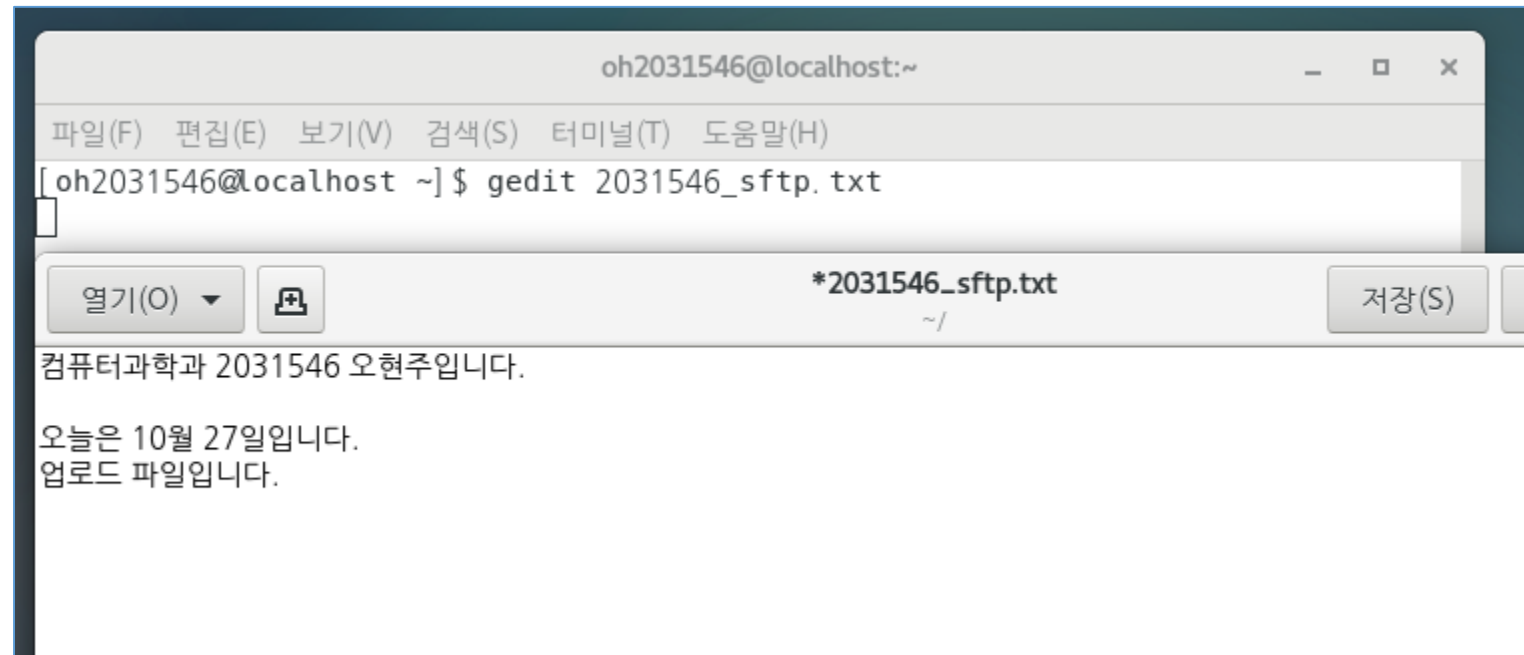 oh2031546@localhost:~
파일(F) 편집(E) 보기(V) 검색(S) 터미널(T) 도움말(H)
[oh2031546@localhost ~]$ gedit 2031546_sftp.txt
열기(O) *2031546_sftp.txt 저장(S)
~/
컴퓨터과학과 2031546 오현주입니다.
오늘은 10월 27일입니다.
업로드 파일입니다.